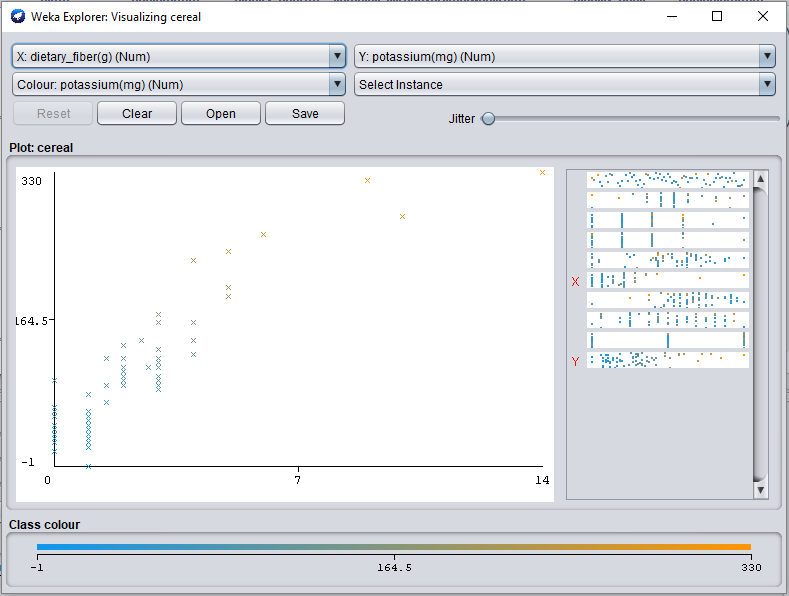 Weka Explorer: Visualizing cereal
X: dietary_fiber(g) (Num) Y: potassium(mg) (Num)
Colour: potassium(mg) (Num) Select Instance
Reset Clear Open Save Jitter
Plot: cereal
330
164.5
-1
0 7 14
X
Y
Class colour
-1 164.5 330